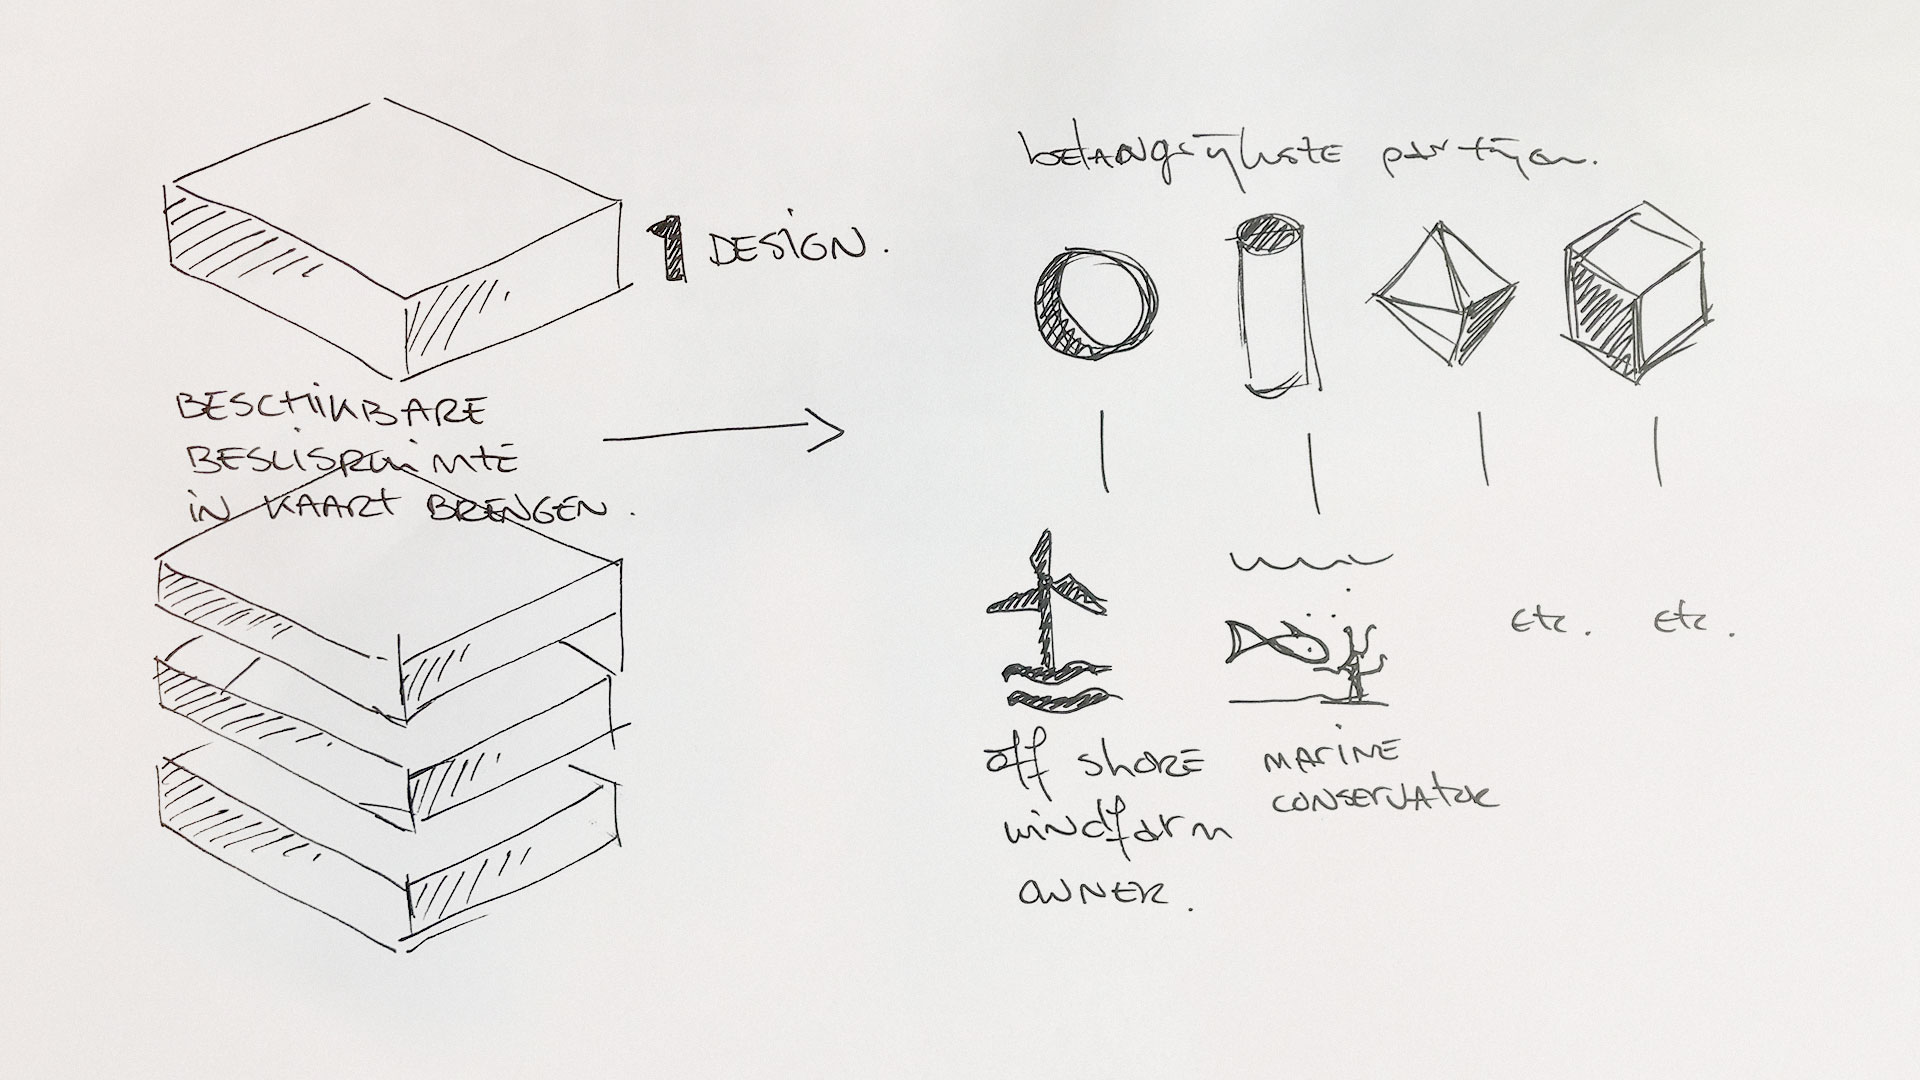 1 DESIGN.
BESCHIKBARE
BESLISRUIMTE
IN KAART BRENGEN.
belangrijkste partijen.
off shore
windfarm
OWNER.
MARINE
CONSERVATOR
Etc.
Etc.